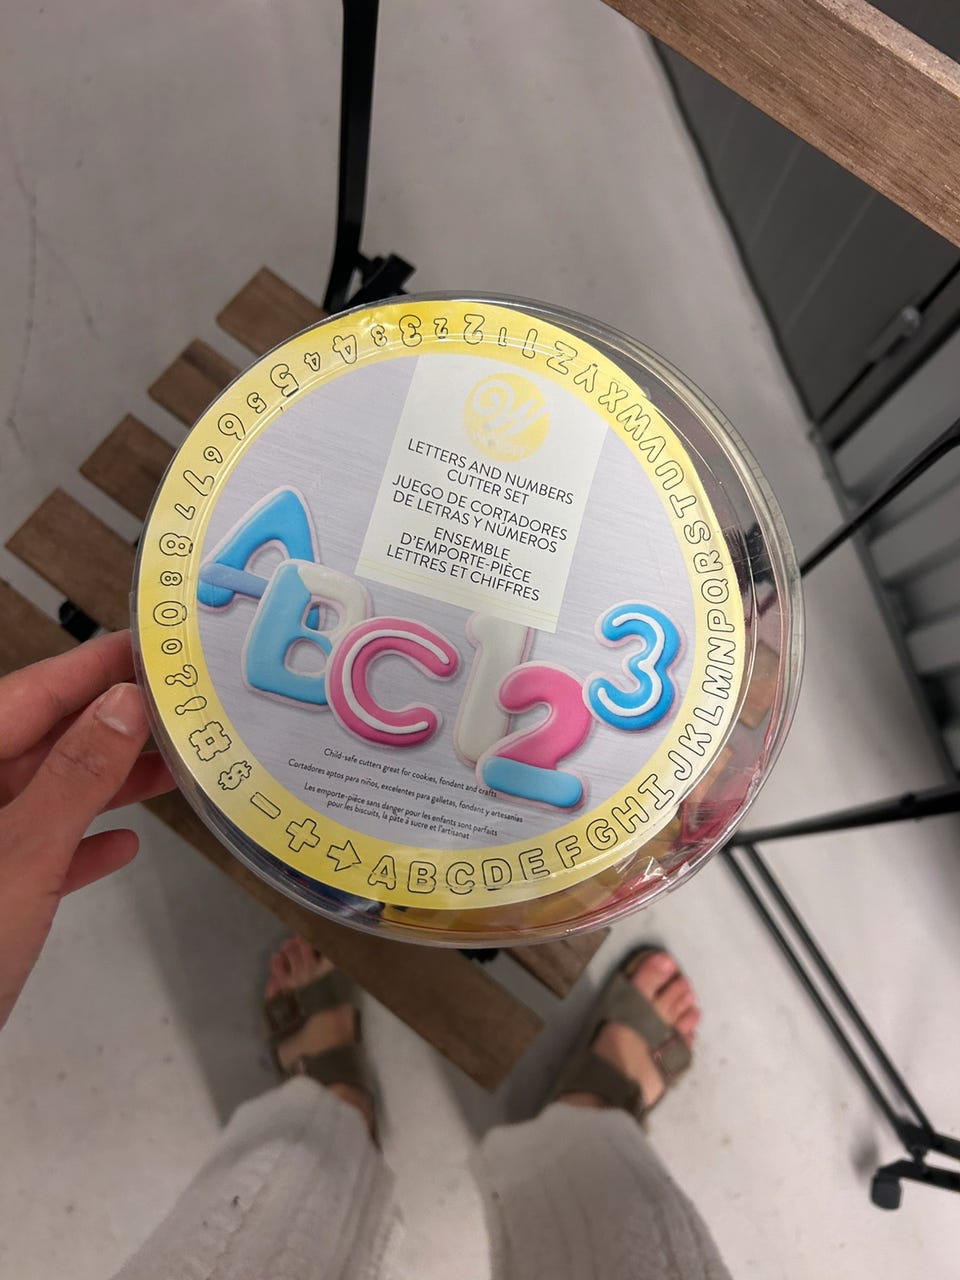 LETTERS AND NUMBERS
CUTTER SET
JUEGO DE CORTADORES
DE LETRAS Y NÚMEROS
ENSEMBLE
D'EMPORTE-PIÈCE
LETTRES ET CHIFFRES
ABC123
Child-safe cutters great for cookies, fondant and crafts
Cortadores aptos para niños, excelentes para galletas, fondant y artesanías
Les emporte-pièce sans danger pour les enfants sont parfaits
pour les biscuits, la pâte à sucre et l'artisanat
ABCDEFGHIJKLMNPQRSTUVWXYZ112233445566778800?!#$-+→